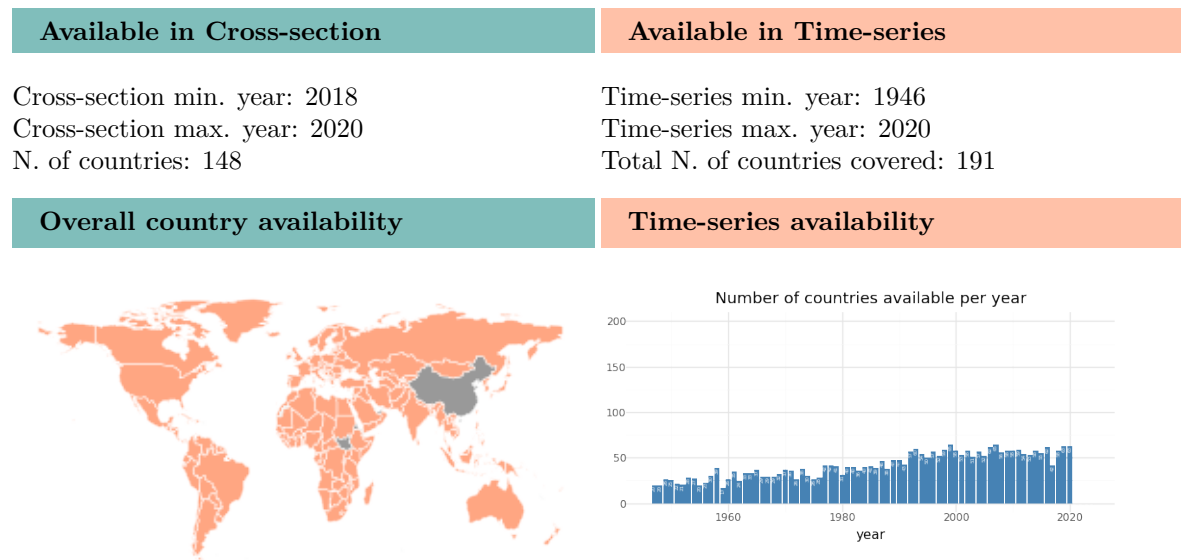 Available in Cross-section
Available in Time-series
Cross-section min. year: 2018
Cross-section max. year: 2020
N. of countries: 148
Time-series min. year: 1946
Time-series max. year: 2020
Total N. of countries covered: 191
Overall country availability
Time-series availability
Number of countries available per year
200
150
100
50
0
1960
1980
2000
2020
year